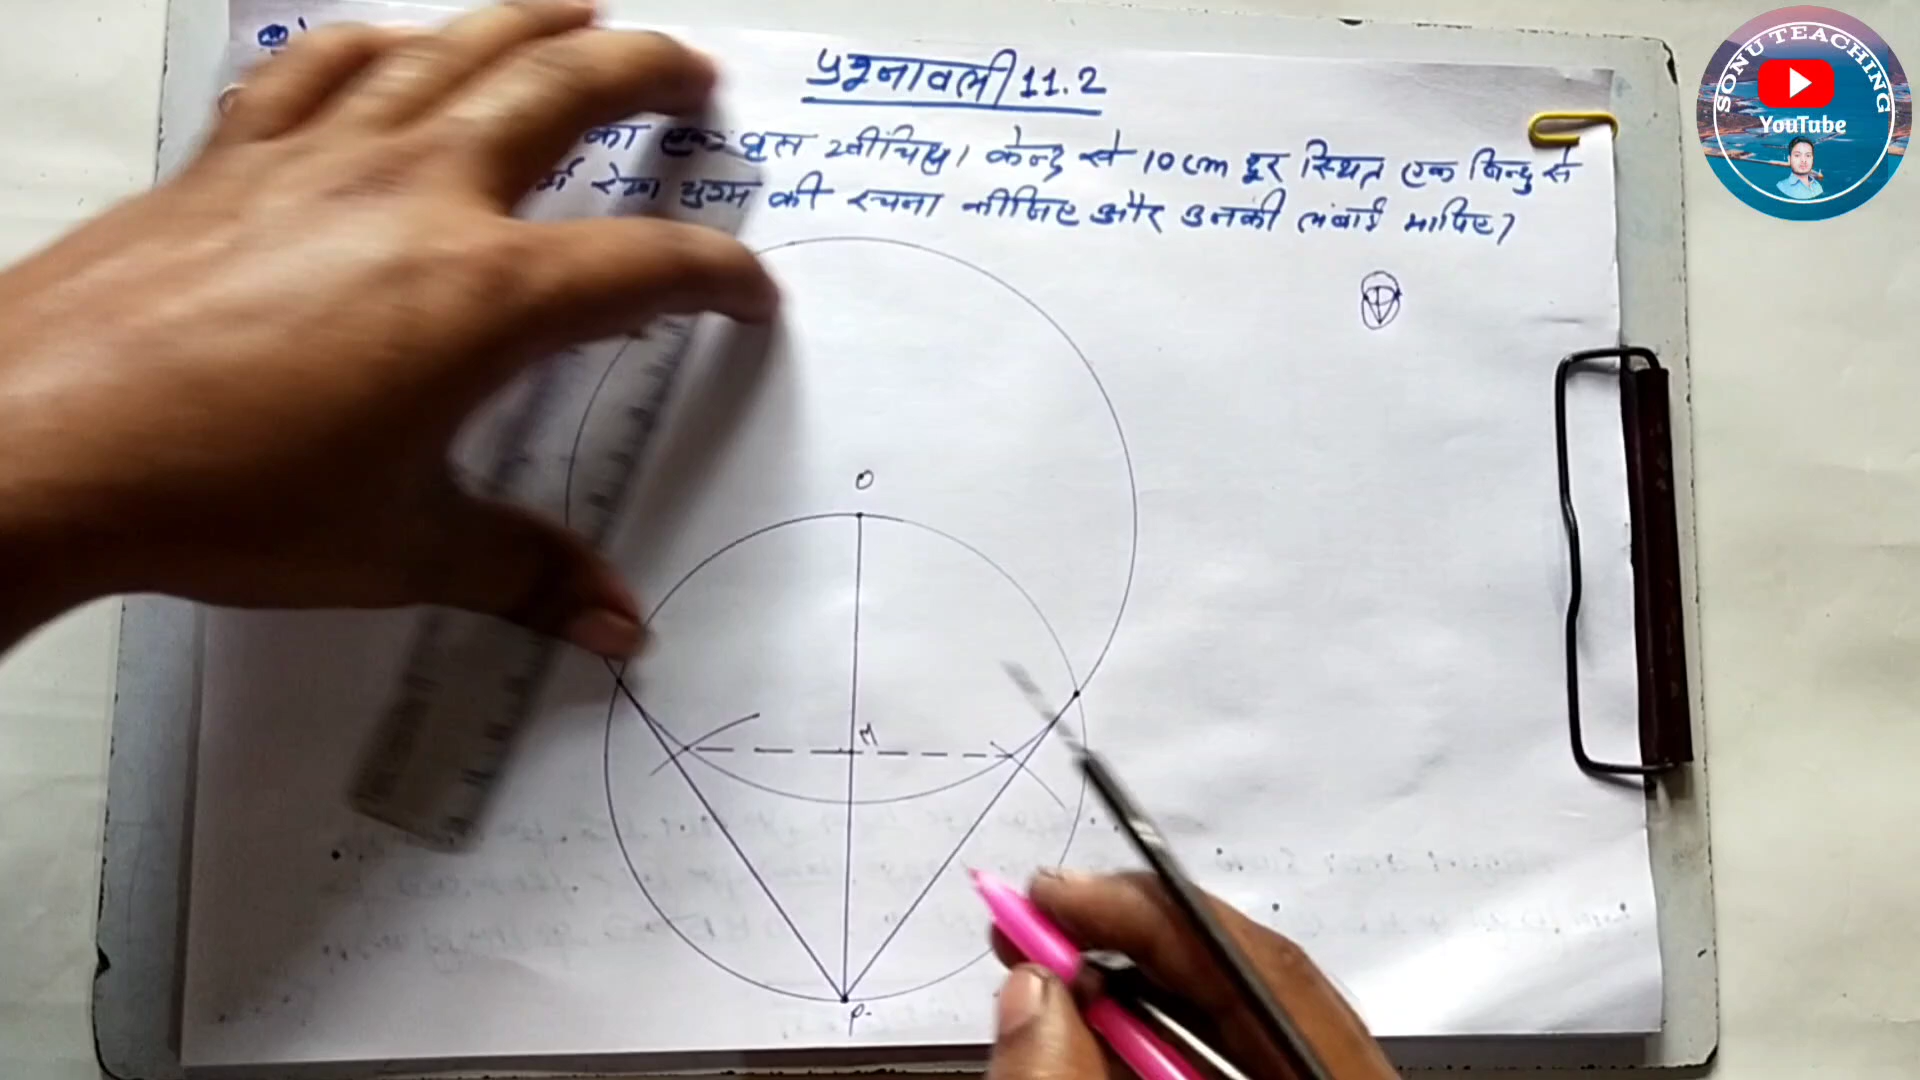 प्रश्नावली 11.2
का एक वृत्त खींचिए। केन्द्र से 10 cm दूर स्थित एक बिन्दु से
रेखा युग्म की रचना कीजिए और उनकी लंबाई मापिए।
O
M
P
SONU TEACHING
YouTube